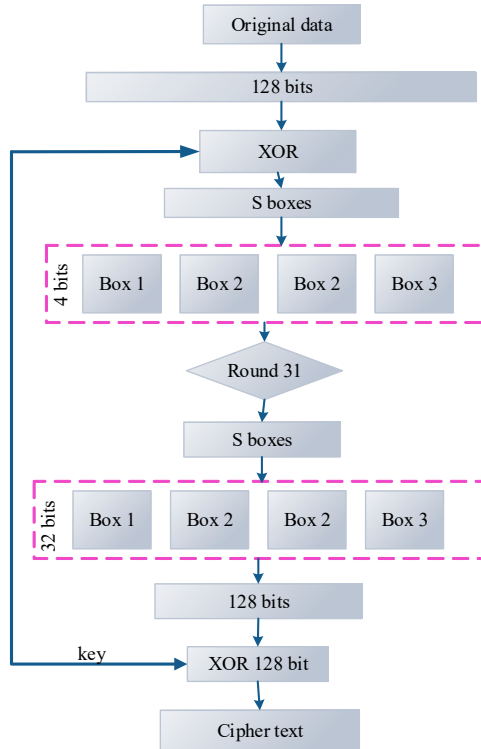 Original data
128 bits
XOR
S boxes
4 bits
Box 1
Box 2
Box 2
Box 3
Round 31
S boxes
32 bits
Box 1
Box 2
Box 2
Box 3
128 bits
key
XOR 128 bit
Cipher text